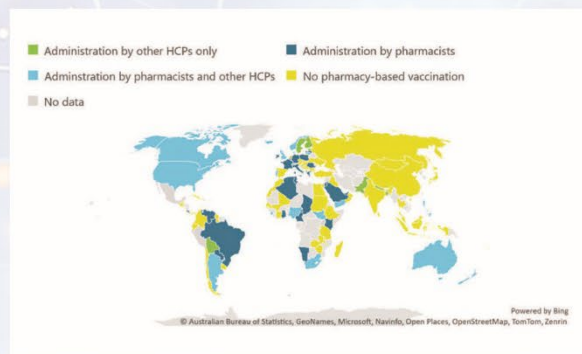 Administration by other HCPs only
Administration by pharmacists
Adminstration by pharmacists and other HCPs
No pharmacy-based vaccination
No data
Powered by Bing
© Australian Bureau of Statistics, GeoNames, Microsoft, Navinfo, Open Places, OpenStreetMap, TomTom, Zenrin